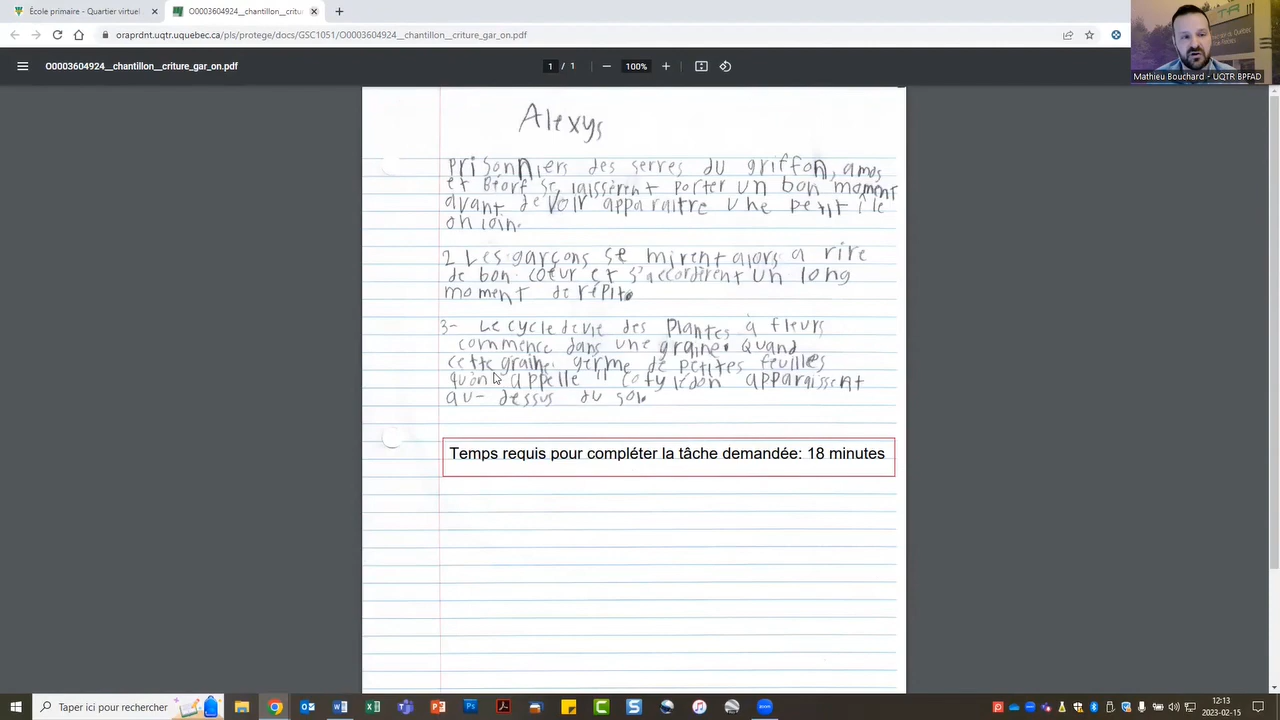 École primaire - Quartier virtuel
O0003604924__chantillon__critur
oraprdnt.uqtr.uquebec.ca/pls/protege/docs/GSC1051/O0003604924__chantillon__criture_gar_on.pdf
O0003604924__chantillon__criture_gar_on.pdf
1 / 1
100%
Mathieu Bouchard - UQTR BPFAD
Alexys
Prisonniers des serres du griffon, amos
et Béorf se laissèrent porter un bon moment
avant de voir apparaitre une petit île
on loin.
2 Les garçons se mirent alors a rire
de bon coeur et s'accordèrent un long
moment de répit.
3- Le cycle de vie des Plantes à fleurs
commence dans une graine. Quand
cette graine germe de petites feuilles
qu'on appelle " cotylédon apparaissent
au-dessus du sol.
Temps requis pour compléter la tâche demandée: 18 minutes
Taper ici pour rechercher
12:13
2023-02-15